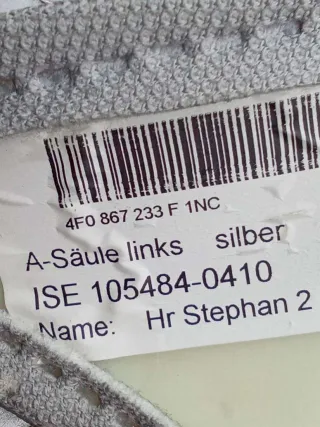 4F0 867 233 F 1NC
A-Säule links silber
ISE 105484-0410
Name: Hr Stephan 2